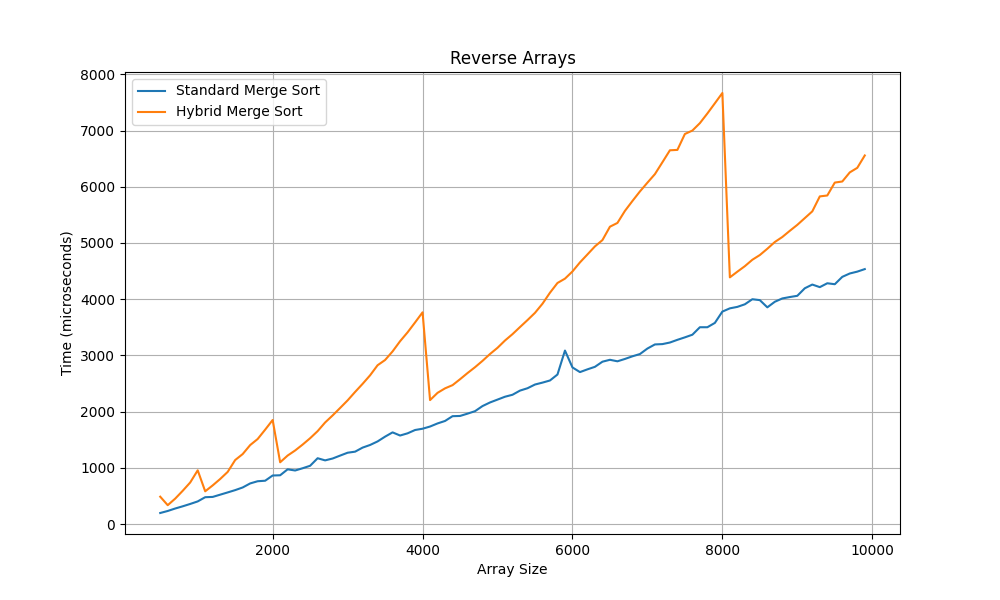 Reverse Arrays
Standard Merge Sort
Hybrid Merge Sort
Time (microseconds)
8000
7000
6000
5000
4000
3000
2000
1000
0
2000 4000 6000 8000 10000
Array Size